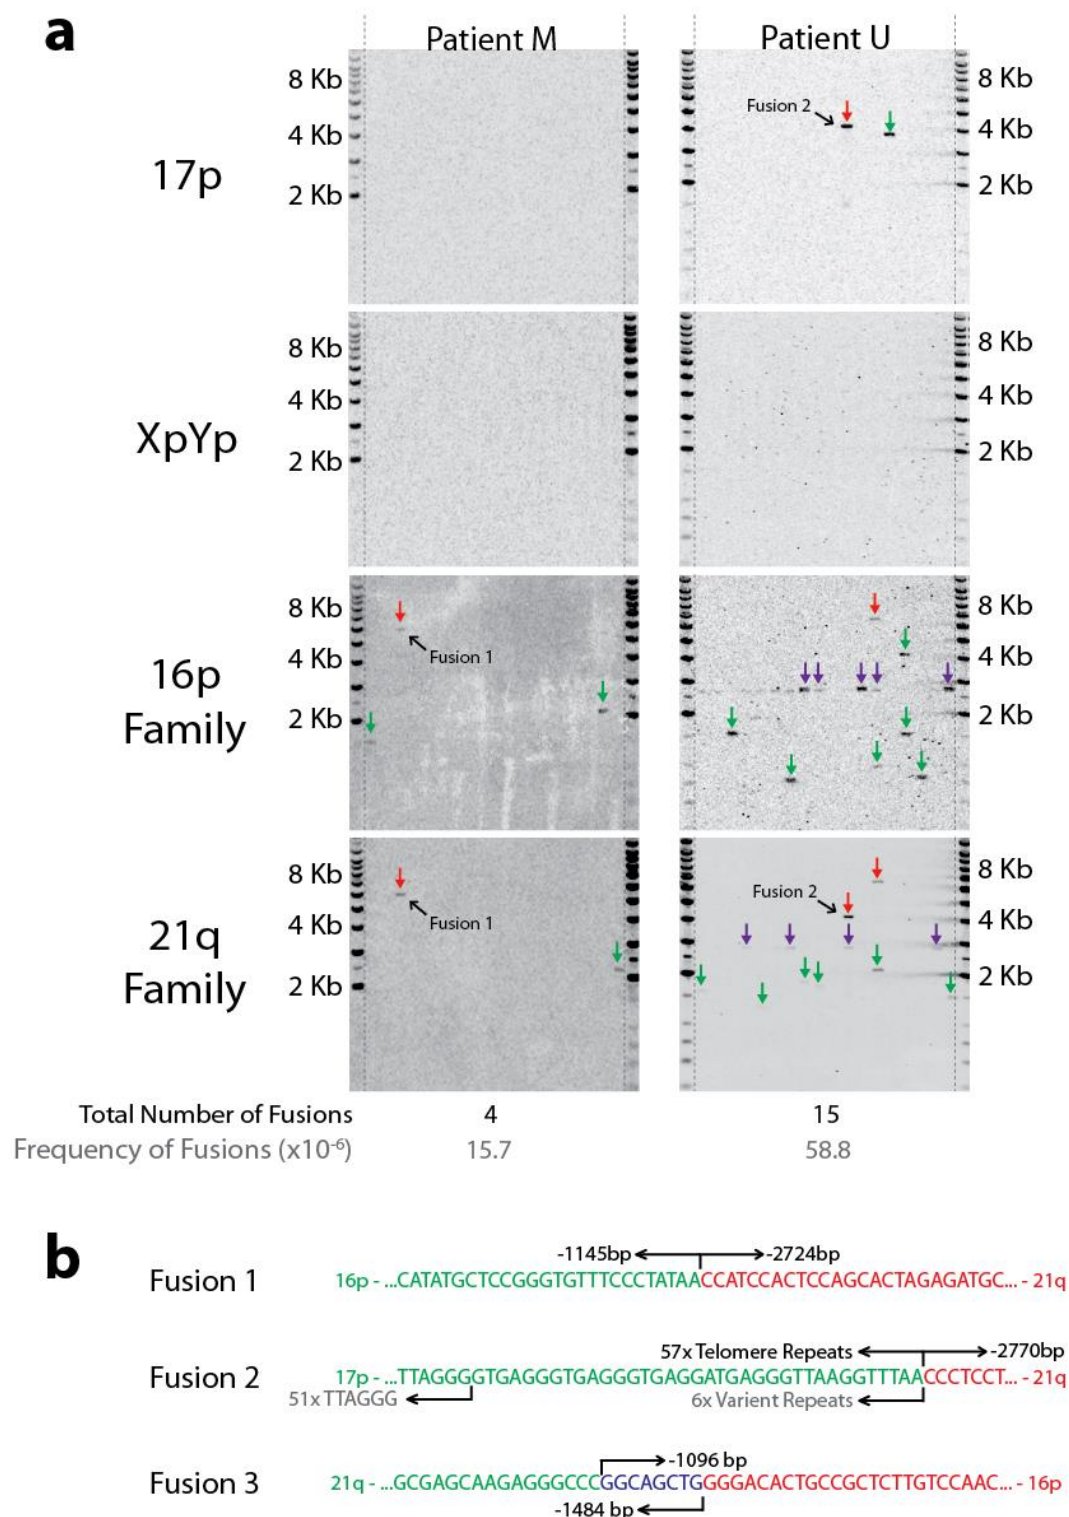 a
Patient M
Patient U
8 Kb
4 Kb
2 Kb
17p
Fusion 2
8 Kb
4 Kb
2 Kb
8 Kb
4 Kb
2 Kb
XpYp
8 Kb
4 Kb
2 Kb
8 Kb
4 Kb
2 Kb
16p
Family
Fusion 1
8 Kb
4 Kb
2 Kb
8 Kb
4 Kb
2 Kb
21q
Family
Fusion 1
Fusion 2
8 Kb
4 Kb
2 Kb
Total Number of Fusions 4 15
Frequency of Fusions (x10⁻⁶) 15.7 58.8
b
-1145bp -2724bp
Fusion 1 16p - ...CATATGCTCCGGGTGTTTCCCTATAACCATCCACTCCAGCACTAGAGATGC... - 21q
57x Telomere Repeats -2770bp
Fusion 2 17p - ...TTAGGGGTGAGGGTGAGGGTGAGGATGAGGGTTAAGGTTTAACCCTCCT... - 21q
51x TTAGGG 6x Varient Repeats
-1096 bp
Fusion 3 21q - ...GCGAGCAAGAGGGCCCGGCAGCTGGGGACACTGCCGCTCTTGTCCAAC... - 16p
-1484 bp